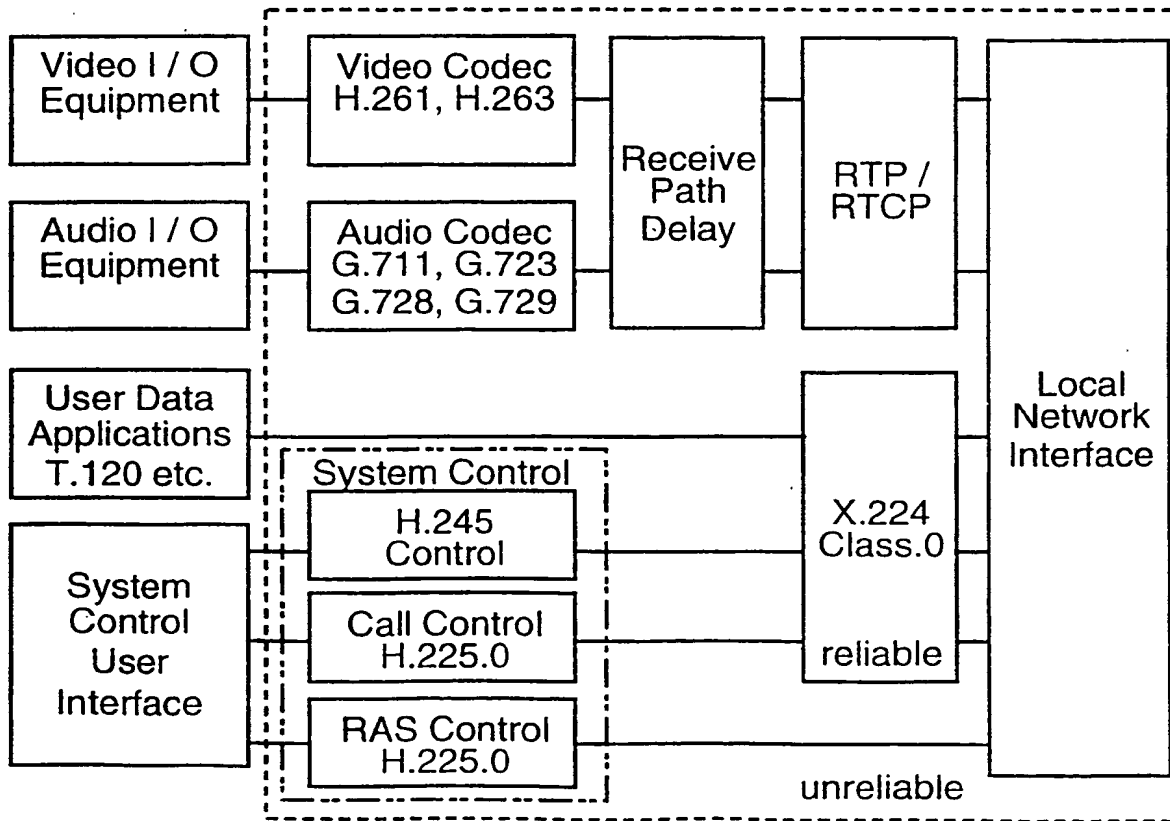 Video I / O
Equipment
Video Codec
H.261, H.263
Receive
Path
Delay
RTP /
RTCP
Audio I / O
Equipment
Audio Codec
G.711, G.723
G.728, G.729
Local
Network
Interface
User Data
Applications
T.120 etc.
System Control
H.245
Control
X.224
Class.0
reliable
System
Control
User
Interface
Call Control
H.225.0
RAS Control
H.225.0
unreliable